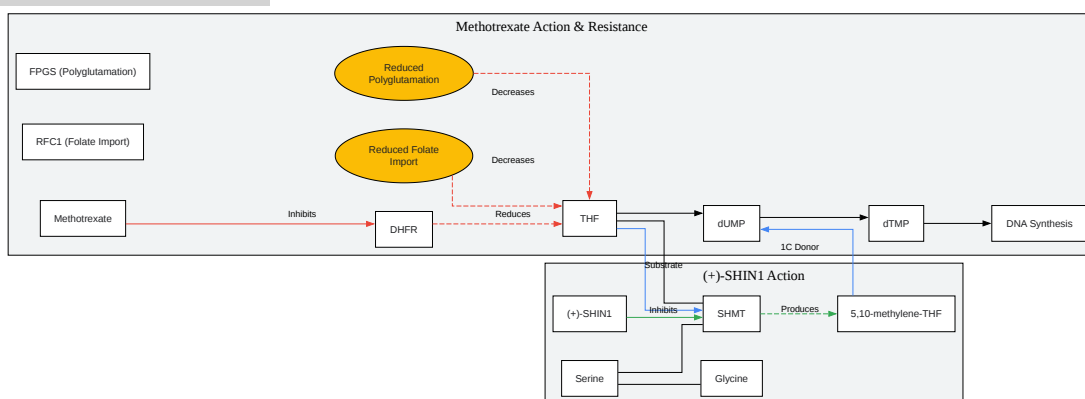 Methotrexate Action & Resistance
FPGS (Polyglutamation)
Reduced
Polyglutamation
Decreases
RFC1 (Folate Import)
Reduced Folate
Import
Decreases
Methotrexate
Inhibits
DHFR
Reduces
THF
dUMP
dTMP
DNA Synthesis
1C Donor
Substrate
(+)-SHIN1 Action
(+)-SHIN1
Inhibits
SHMT
Produces
5,10-methylene-THF
Serine
Glycine